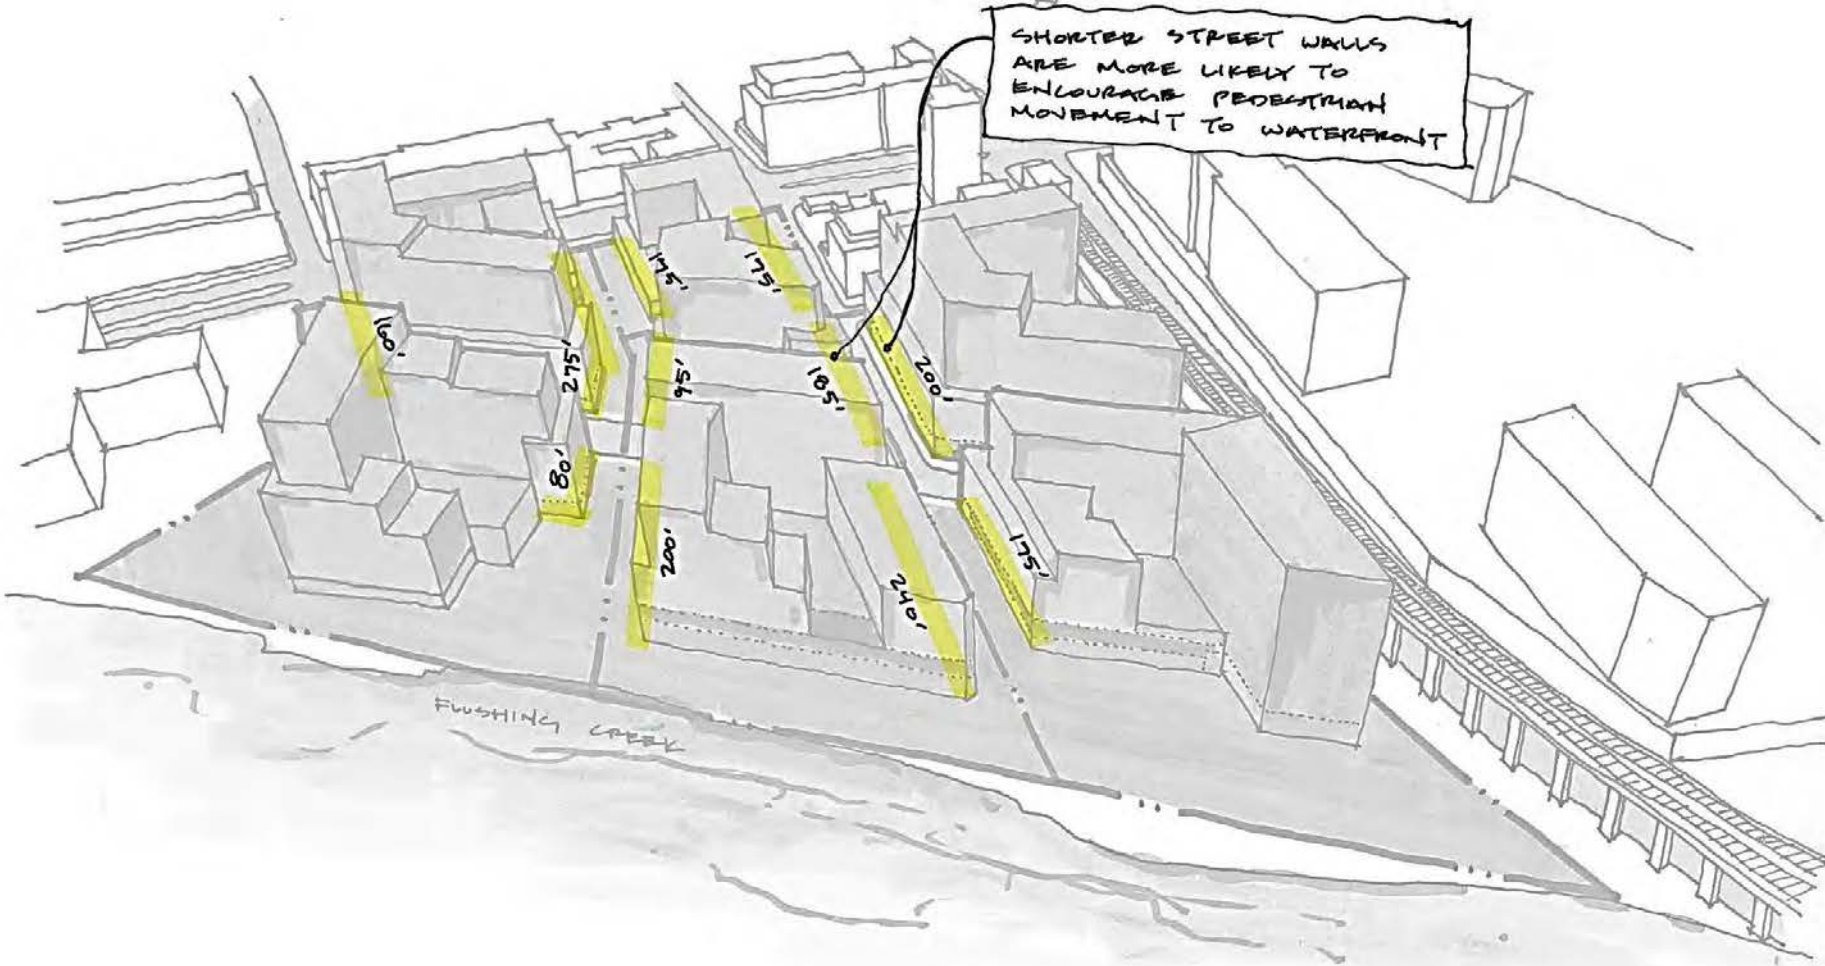 SHORTER STREET WALLS
ARE MORE LIKELY TO
ENCOURAGE PEDESTRIAN
MOVEMENT TO WATERFRONT
175'
175'
160'
275'
95'
185'
200'
80'
200'
240'
175'
FLUSHING CREEK